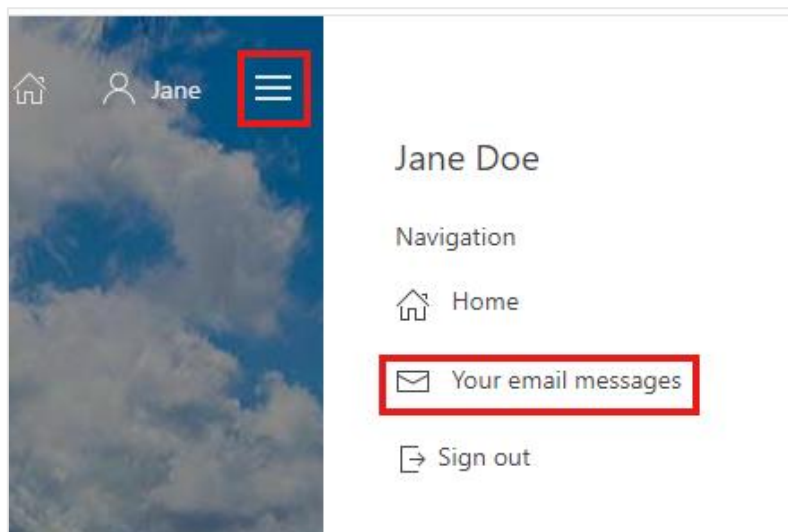 Jane
Jane Doe
Navigation
Home
Your email messages
Sign out